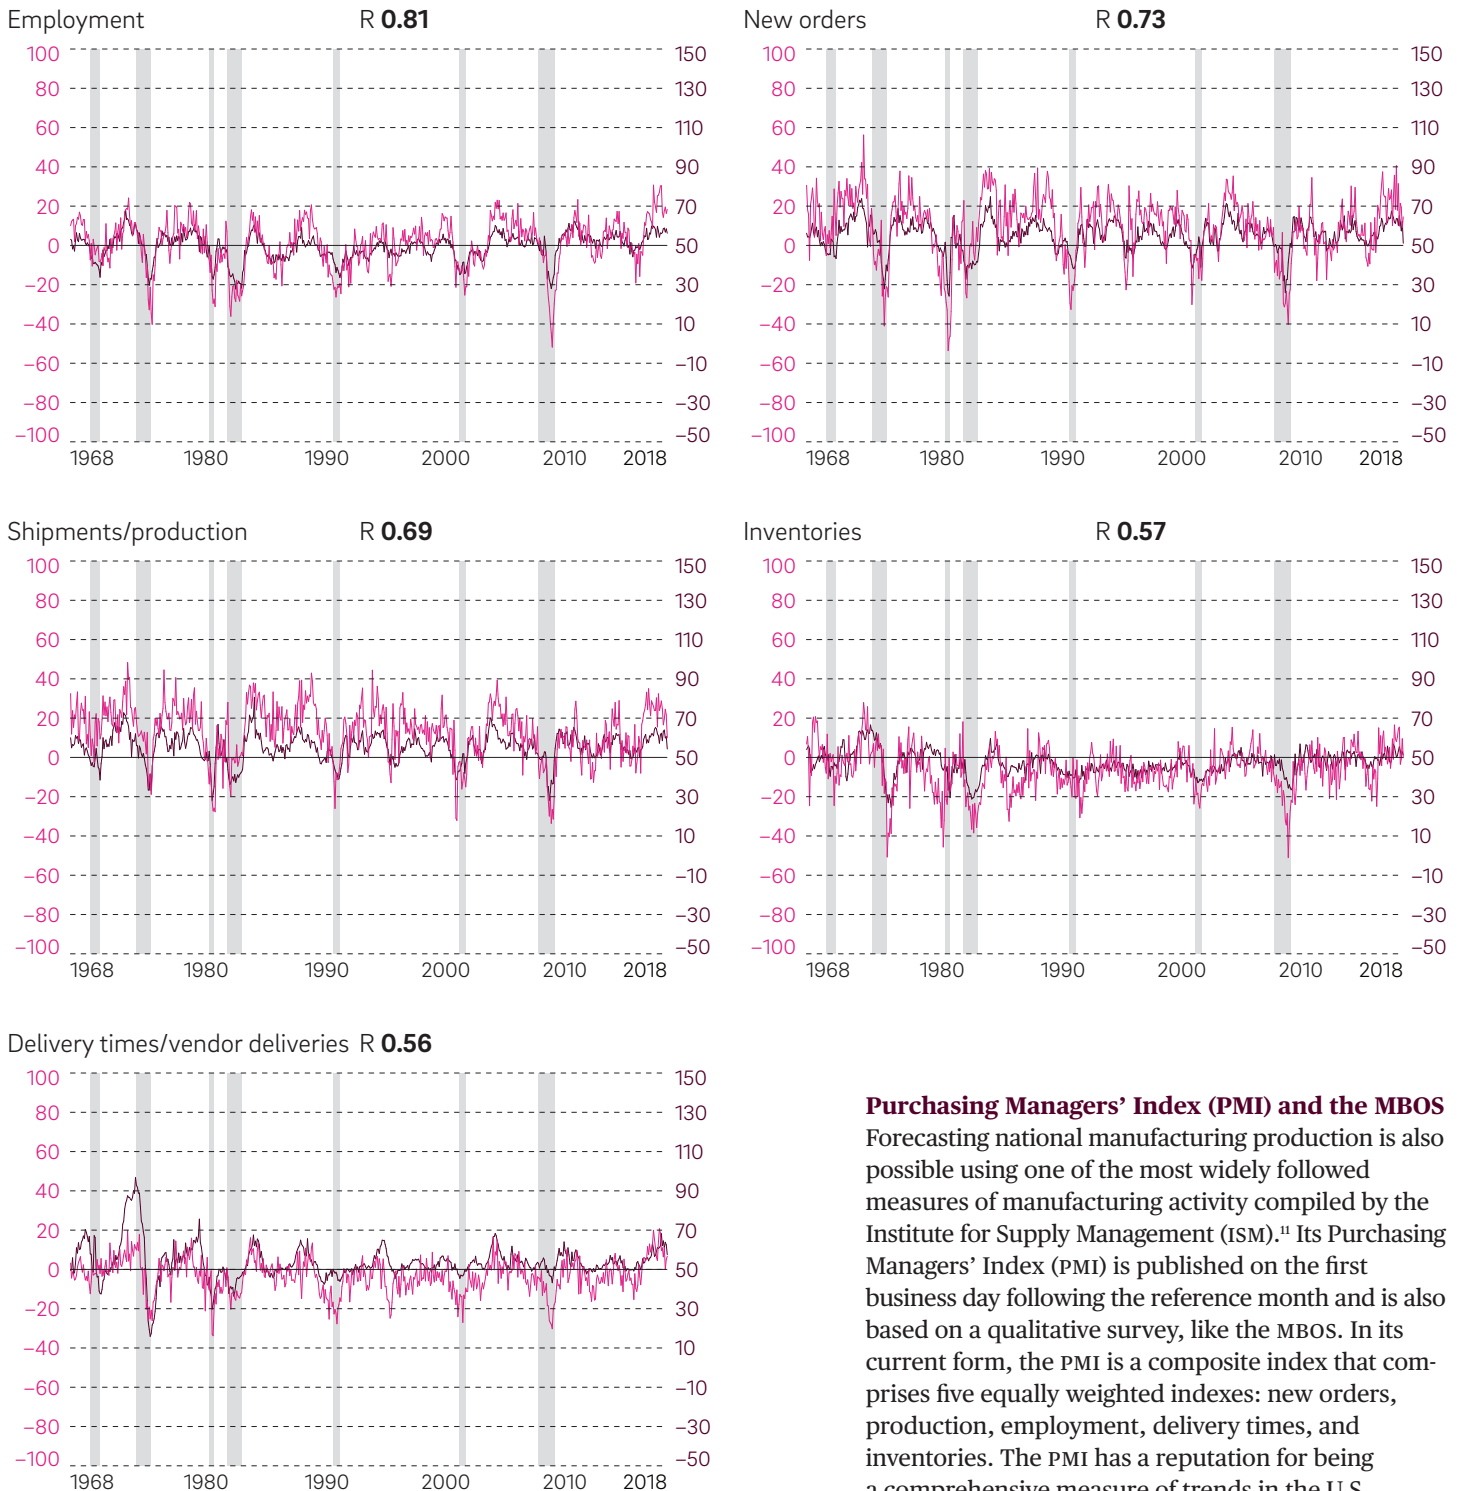 Employment R 0.81
100 150
80 130
60 110
40 90
20 70
0 50
–20 30
–40 10
–60 –10
–80 –30
–100 –50
1968 1980 1990 2000 2010 2018
New orders R 0.73
100 150
80 130
60 110
40 90
20 70
0 50
–20 30
–40 10
–60 –10
–80 –30
–100 –50
1968 1980 1990 2000 2010 2018
Shipments/production R 0.69
100 150
80 130
60 110
40 90
20 70
0 50
–20 30
–40 10
–60 –10
–80 –30
–100 –50
1968 1980 1990 2000 2010 2018
Inventories R 0.57
100 150
80 130
60 110
40 90
20 70
0 50
–20 30
–40 10
–60 –10
–80 –30
–100 –50
1968 1980 1990 2000 2010 2018
Delivery times/vendor deliveries R 0.56
100 150
80 130
60 110
40 90
20 70
0 50
–20 30
–40 10
–60 –10
–80 –30
–100 –50
1968 1980 1990 2000 2010 2018
Purchasing Managers’ Index (PMI) and the MBOS
Forecasting national manufacturing production is also
possible using one of the most widely followed
measures of manufacturing activity compiled by the
Institute for Supply Management (ISM).¹¹ Its Purchasing
Managers’ Index (PMI) is published on the first
business day following the reference month and is also
based on a qualitative survey, like the MBOS. In its
current form, the PMI is a composite index that com-
prises five equally weighted indexes: new orders,
production, employment, delivery times, and
inventories. The PMI has a reputation for being
a comprehensive measure of trends in the U.S.